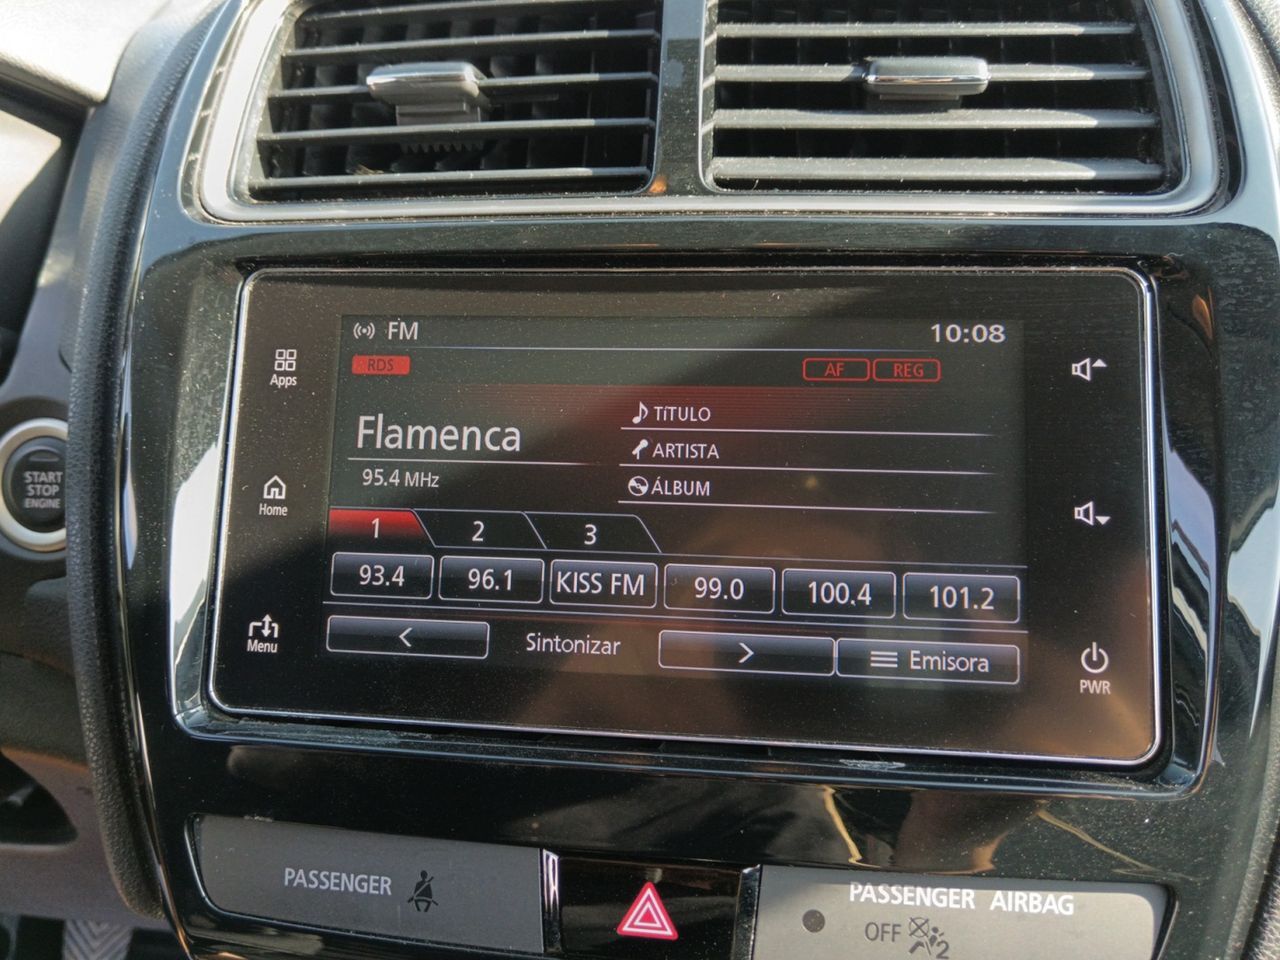 FM 10:08
RDS AF REG
Apps
TÍTULO
Flamenca
ARTISTA
95.4 MHz
ÁLBUM
START
STOP
ENGINE
Home
1 2 3
93.4 96.1 KISS FM 99.0 100.4 101.2
Menu
< Sintonizar > Emisora
PWR
PASSENGER
PASSENGER AIRBAG
OFF 2